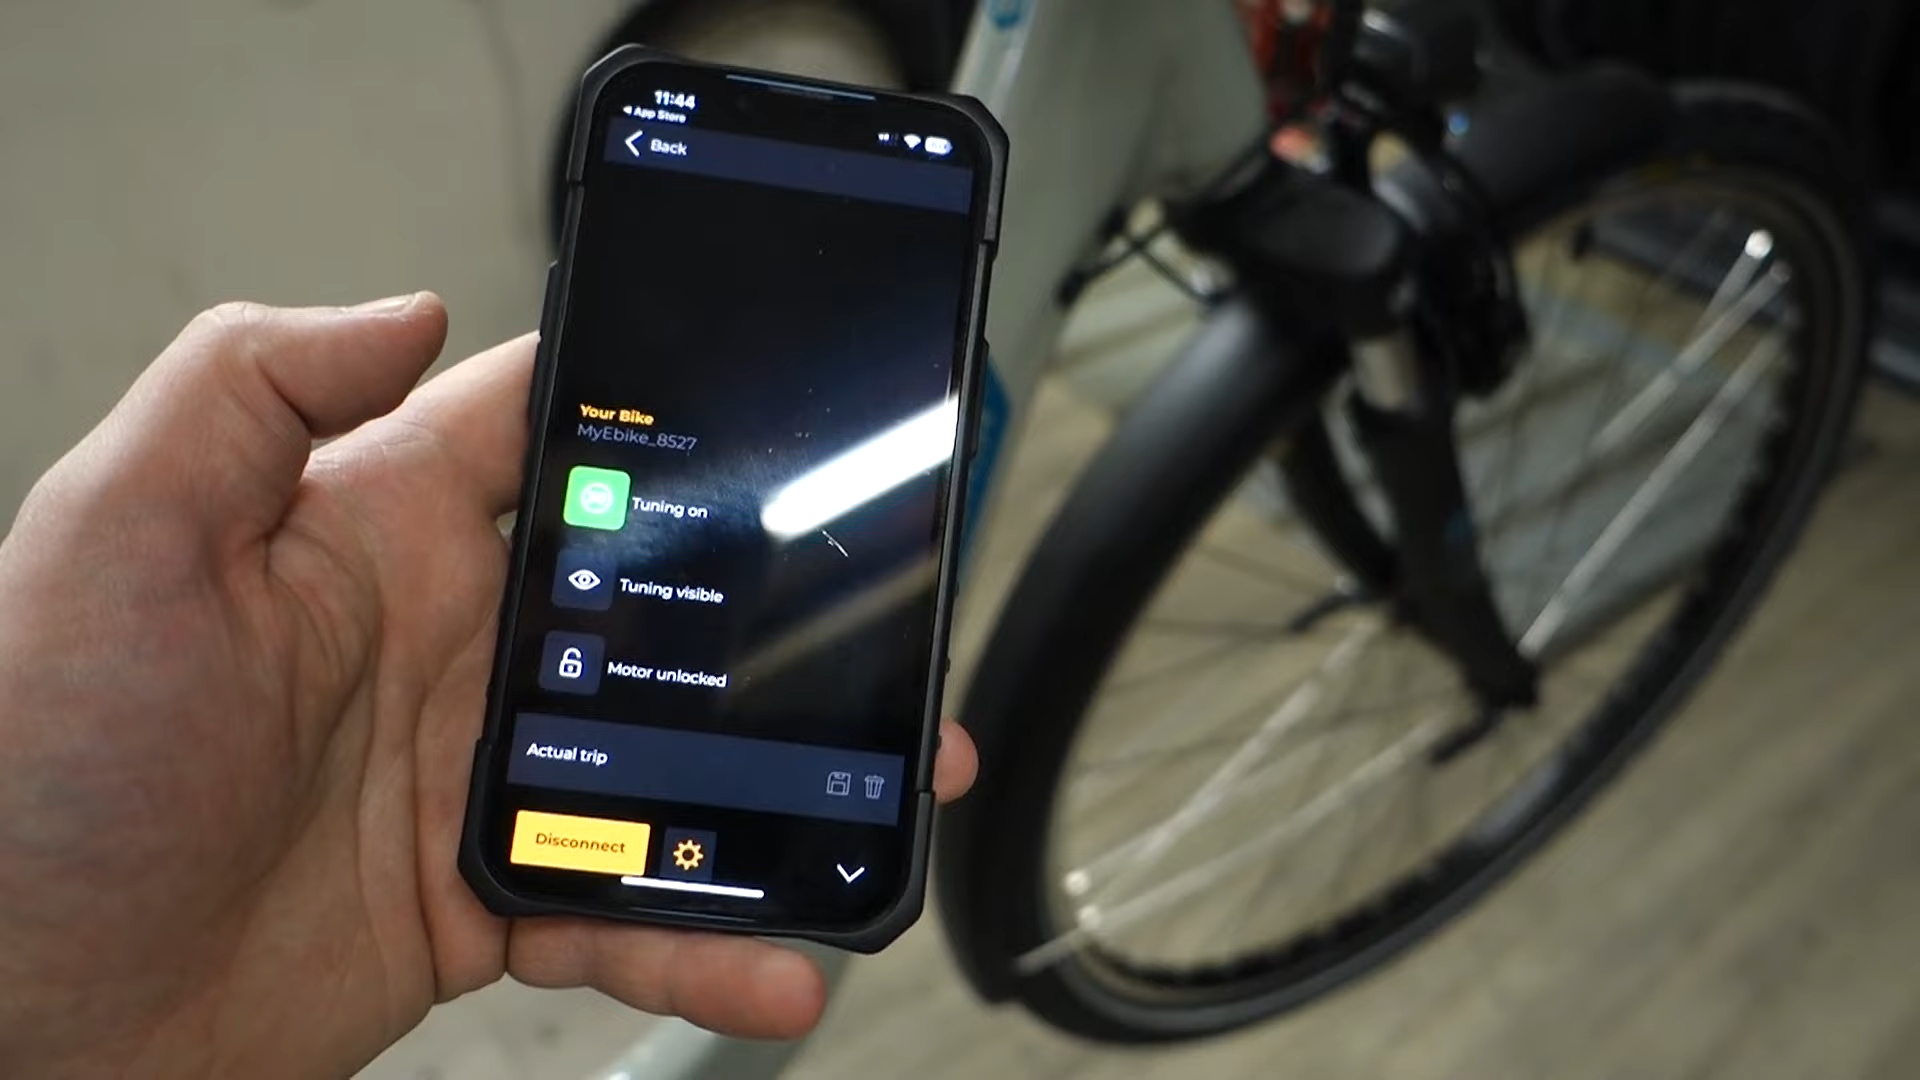 11:44
App Store
Back
Your Bike
MyEbike_8527
Tuning on
Tuning visible
Motor unlocked
Actual trip
Disconnect